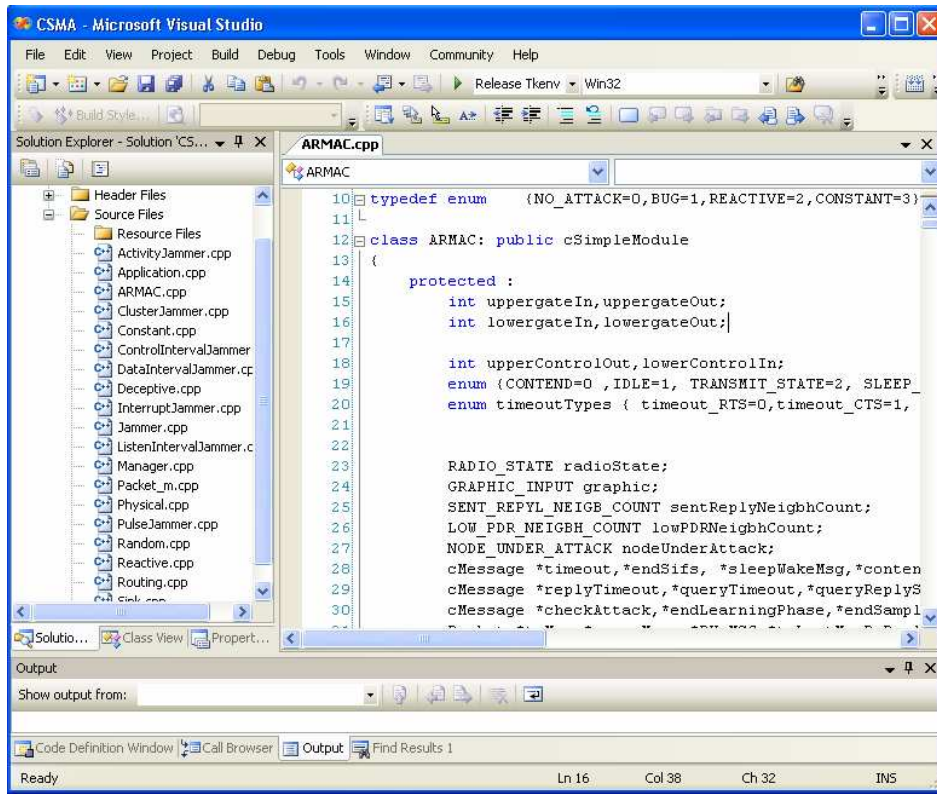 CSMA - Microsoft Visual Studio
File Edit View Project Build Debug Tools Window Community Help
Release Tkenv Win32
Build Style...
Solution Explorer - Solution 'CS...
Header Files
Source Files
Resource Files
ActivityJammer.cpp
Application.cpp
ARMAC.cpp
ClusterJammer.cpp
Constant.cpp
ControlIntervalJammer
DataIntervalJammer.cp
Deceptive.cpp
InterruptJammer.cpp
Jammer.cpp
ListenIntervalJammer.c
Manager.cpp
Packet_m.cpp
Physical.cpp
PulseJammer.cpp
Random.cpp
Reactive.cpp
Routing.cpp
Solutio... Class View Propert...
ARMAC.cpp
ARMAC
10 typedef enum {NO_ATTACK=0,BUG=1,REACTIVE=2,CONSTANT=3}
11
12 class ARMAC: public cSimpleModule
13 {
14 protected :
15 int uppergateIn,uppergateOut;
16 int lowergateIn,lowergateOut;
17
18 int upperControlOut,lowerControlIn;
19 enum {CONTEND=0 ,IDLE=1, TRANSMIT_STATE=2, SLEEP_
20 enum timeoutTypes { timeout_RTS=0,timeout_CTS=1,
21
22
23 RADIO_STATE radioState;
24 GRAPHIC_INPUT graphic;
25 SENT_REPYL_NEIGB_COUNT sentReplyNeigbhCount;
26 LOW_PDR_NEIGBH_COUNT lowPDRNeigbhCount;
27 NODE_UNDER_ATTACK nodeUnderAttack;
28 cMessage *timeout,*endSifs, *sleepWakeMsg,*conten
29 cMessage *replyTimeout,*queryTimeout,*queryReplyS
30 cMessage *checkAttack,*endLearningPhase,*endSampl
Output
Show output from:
Code Definition Window Call Browser Output Find Results 1
Ready Ln 16 Col 38 Ch 32 INS